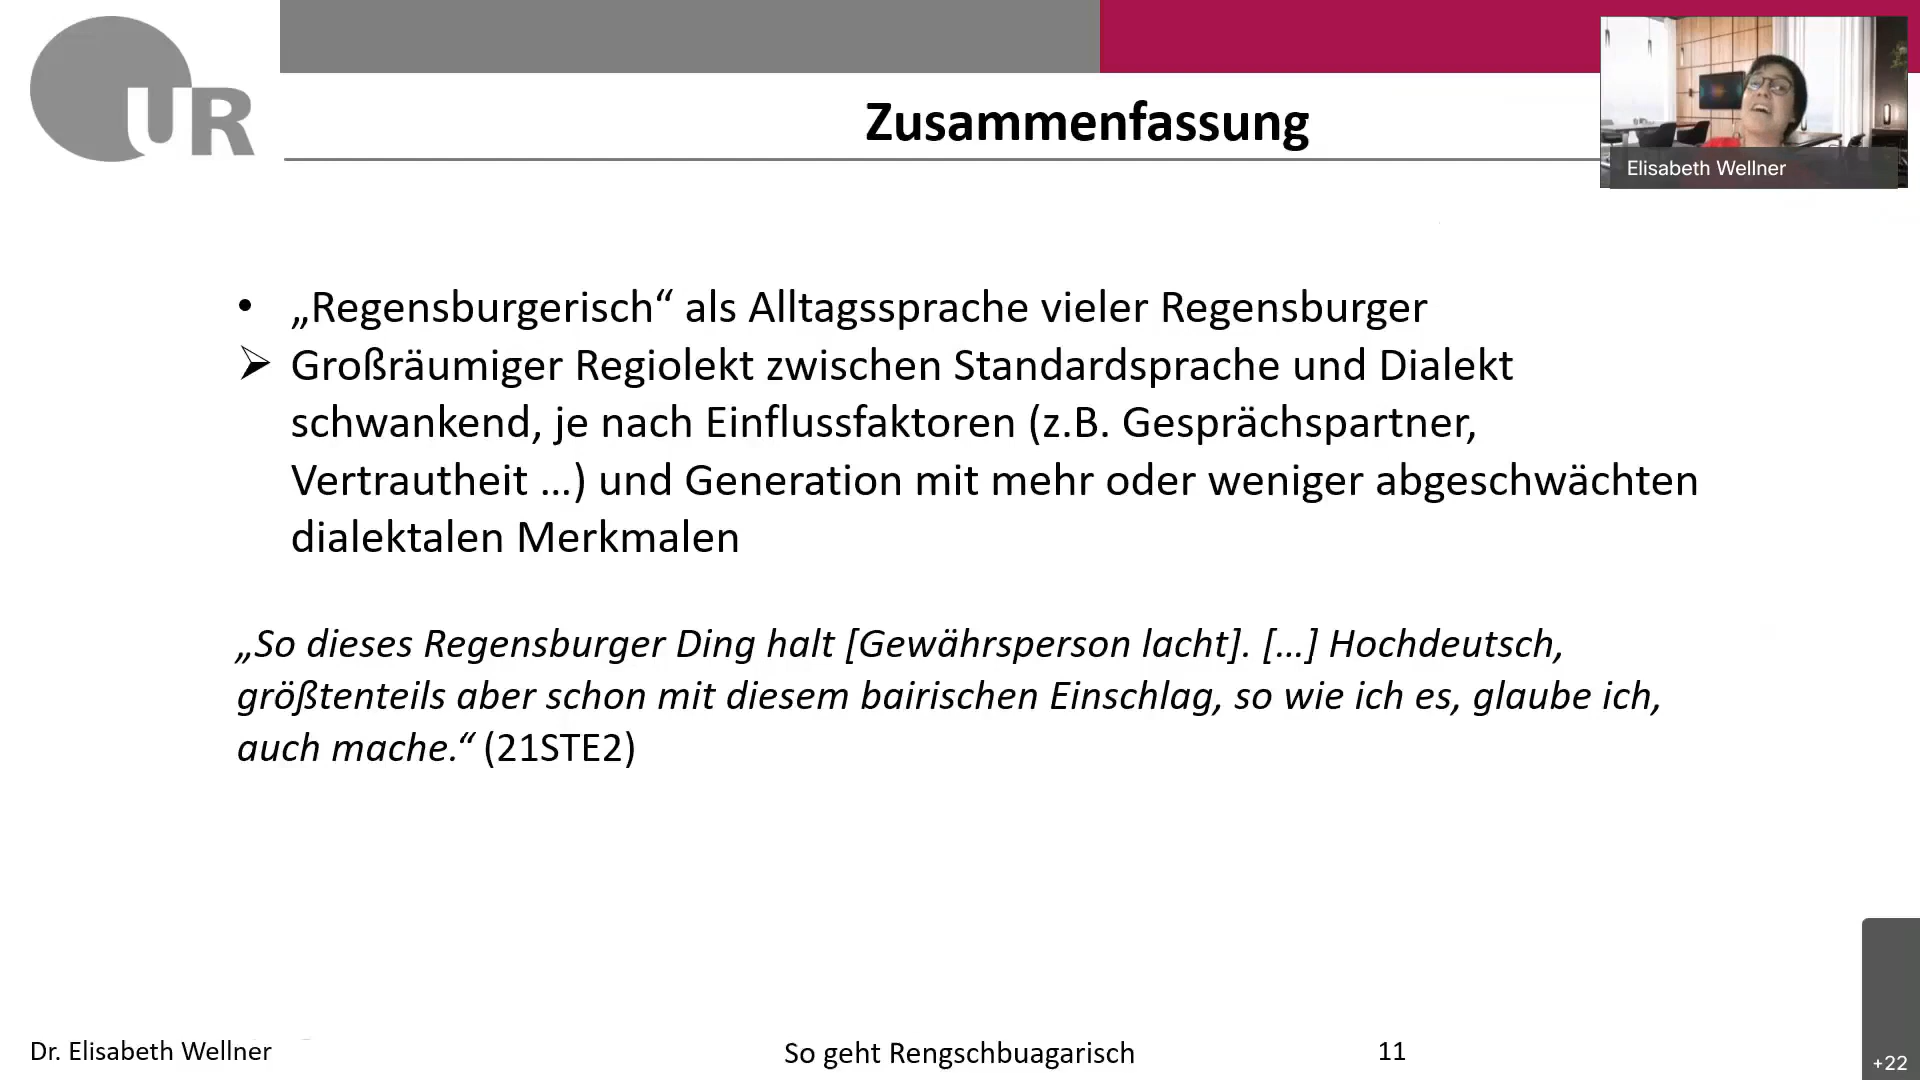 UR
Zusammenfassung
Elisabeth Wellner
• „Regensburgerisch“ als Alltagssprache vieler Regensburger
➢ Großräumiger Regiolekt zwischen Standardsprache und Dialekt
schwankend, je nach Einflussfaktoren (z.B. Gesprächspartner,
Vertrautheit …) und Generation mit mehr oder weniger abgeschwächten
dialektalen Merkmalen
„So dieses Regensburger Ding halt [Gewährsperson lacht]. […] Hochdeutsch,
größtenteils aber schon mit diesem bairischen Einschlag, so wie ich es, glaube ich,
auch mache.“ (21STE2)
Dr. Elisabeth Wellner
So geht Rengschbuagarisch
11
+22